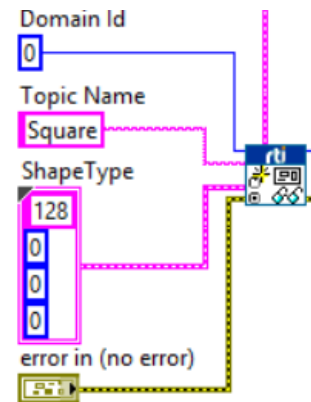 Domain Id
0
Topic Name
Square
rti
ShapeType
128
0
0
0
error in (no error)